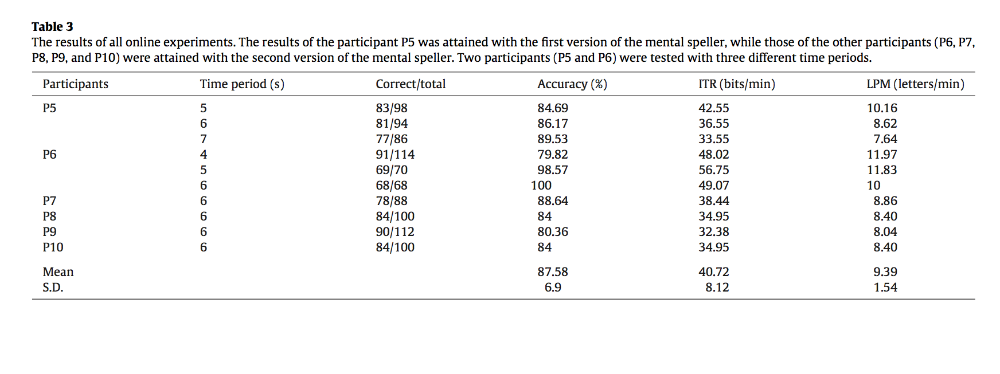 Table 3
The results of all online experiments. The results of the participant P5 was attained with the first version of the mental speller, while those of the other participants (P6, P7,
P8, P9, and P10) were attained with the second version of the mental speller. Two participants (P5 and P6) were tested with three different time periods.
Participants Time period (s) Correct/total Accuracy (%) ITR (bits/min) LPM (letters/min)
P5 5 83/98 84.69 42.55 10.16
6 81/94 86.17 36.55 8.62
7 77/86 89.53 33.55 7.64
P6 4 91/114 79.82 48.02 11.97
5 69/70 98.57 56.75 11.83
6 68/68 100 49.07 10
P7 6 78/88 88.64 38.44 8.86
P8 6 84/100 84 34.95 8.40
P9 6 90/112 80.36 32.38 8.04
P10 6 84/100 84 34.95 8.40
Mean 87.58 40.72 9.39
S.D. 6.9 8.12 1.54